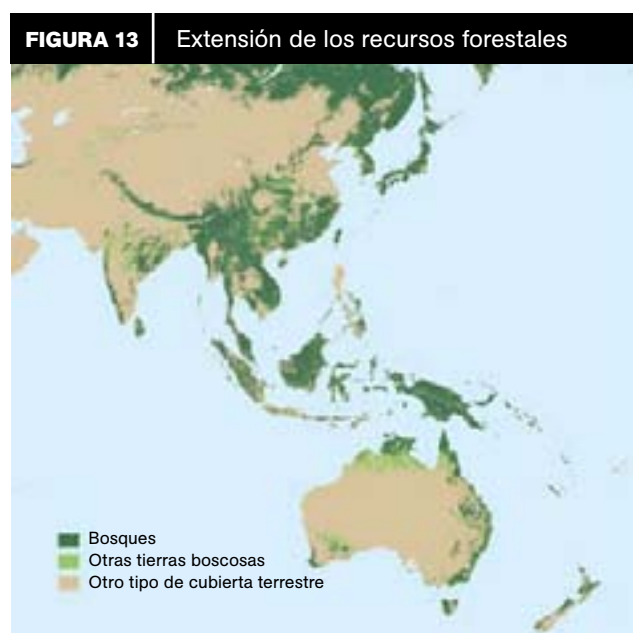 FIGURA 13
Extensión de los recursos forestales
Bosques
Otras tierras boscosas
Otro tipo de cubierta terrestre